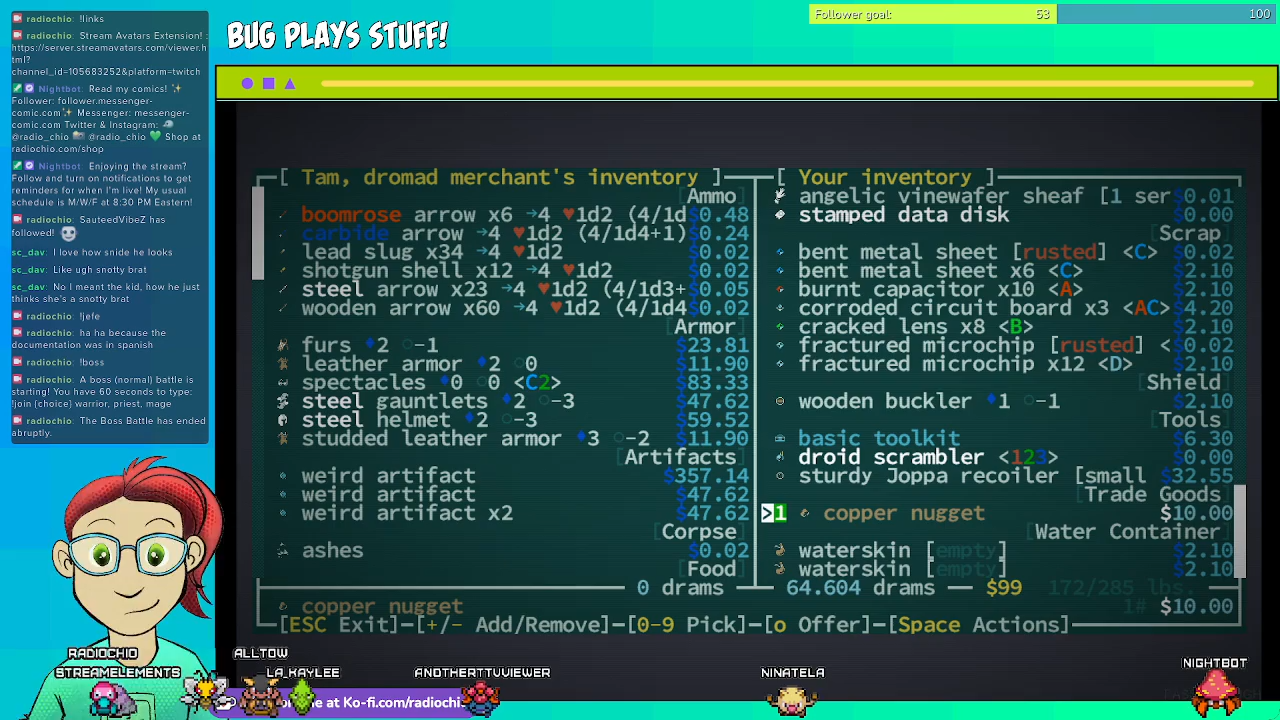 radiochio: !links
radiochio: Stream Avatars Extension! :
https://server.streamavatars.com/viewer.h
tml?
channel_id=105683252&platform=twitch
Nightbot: Read my comics! ✨
Follower: follower.messenger-
comic.com✨ Messenger: messenger-
comic.com Twitter & Instagram:
@radio_chio 📸 @radio_chio 💚 Shop at
radiochio.com/shop
Nightbot: Enjoying the stream?
Follow and turn on notifications to get
reminders for when I'm live! My usual
schedule is M/W/F at 8:30 PM Eastern!
radiochio: SauteedVibeZ has
followed!
sc_dav: I love how snide he looks
sc_dav: Like ugh snotty brat
sc_dav: No I meant the kid, how he just
thinks she's a snotty brat
radiochio: !jefe
radiochio: ha ha because the
documentation was in spanish
radiochio: !boss
radiochio: A boss (normal) battle is
starting! You have 60 seconds to type:
!join [choice] warrior, priest, mage
radiochio: The Boss Battle has ended
abruptly.
BUG PLAYS STUFF!
Follower goal: 53 100
[ Tam, dromad merchant's inventory ]
[Ammo]
boomrose arrow x6 →4 ♥1d2 (4/1d $0.48
carbide arrow →4 ♥1d2 (4/1d4+1) $0.24
lead slug x34 →4 ♥1d2 (4/1d4) $0.02
shotgun shell x12 →4 ♥1d2 $0.02
steel arrow x23 →4 ♥1d2 (4/1d3+ $0.05
wooden arrow x60 →4 ♥1d2 (4/1d4 $0.02
[Armor]
furs ♦2 ○-1 $23.81
leather armor ♦2 ○0 $11.90
spectacles ♦0 ○0 <C2> $83.33
steel gauntlets ♦2 ○-3 $47.62
steel helmet ♦2 ○-3 $59.52
studded leather armor ♦3 ○-2 $11.90
[Artifacts]
weird artifact $357.14
weird artifact $47.62
weird artifact x2 $47.62
[Corpse]
ashes $0.02
[Food]
0 drams
[ Your inventory ]
angelic vinewafer sheaf [1 ser $0.01
stamped data disk $0.00
[Scrap]
bent metal sheet [rusted] <C> $0.02
bent metal sheet x6 <C> $2.10
burnt capacitor x10 <A> $2.10
corroded circuit board x3 <AC> $4.20
cracked lens x8 <B> $2.10
fractured microchip [rusted] < $0.02
fractured microchip x12 <D> $2.10
[Shield]
wooden buckler ♦1 ○-1 $2.10
[Tools]
basic toolkit $6.30
droid scrambler <123> $0.00
sturdy Joppa recoiler [small $32.55
[Trade Goods]
>1 copper nugget $10.00
[Water Container]
waterskin [empty] $2.10
waterskin [empty] $2.10
64.604 drams — $99 172/285 lbs.
copper nugget 1# $10.00
[ESC Exit]—[+/- Add/Remove]—[0-9 Pick]—[o Offer]—[Space Actions]
RADIOCHIO
ALLTOW
STREAMELEMENTS
LA_KAYLEE
ANOTHERTTVVIEWER
NINATELA
NIGHTBOT
me at Ko-fi.com/radiochi